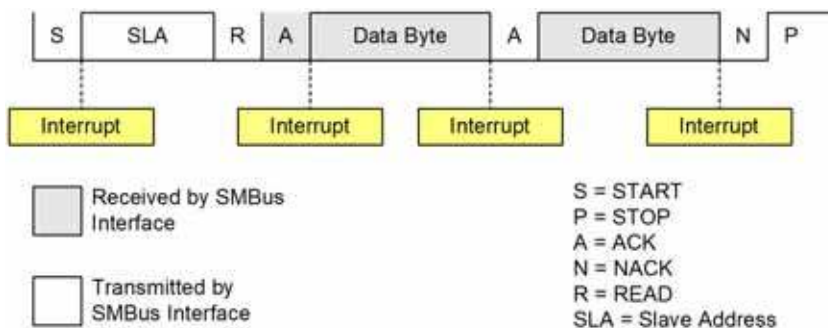 S SLA R A Data Byte A Data Byte N P
Interrupt Interrupt Interrupt Interrupt
Received by SMBus
Interface
Transmitted by
SMBus Interface
S = START
P = STOP
A = ACK
N = NACK
R = READ
SLA = Slave Address